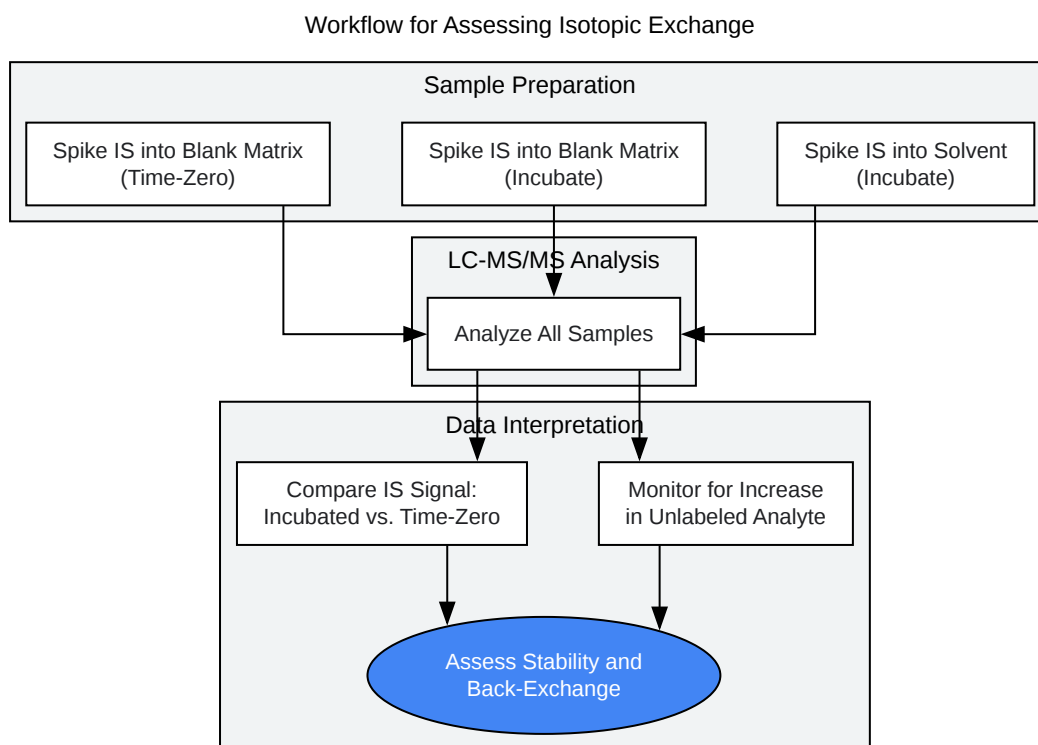 Workflow for Assessing Isotopic Exchange
Sample Preparation
Spike IS into Blank Matrix
(Time-Zero)
Spike IS into Blank Matrix
(Incubate)
Spike IS into Solvent
(Incubate)
LC-MS/MS Analysis
Analyze All Samples
Data Interpretation
Compare IS Signal:
Incubated vs. Time-Zero
Monitor for Increase
in Unlabeled Analyte
Assess Stability and
Back-Exchange